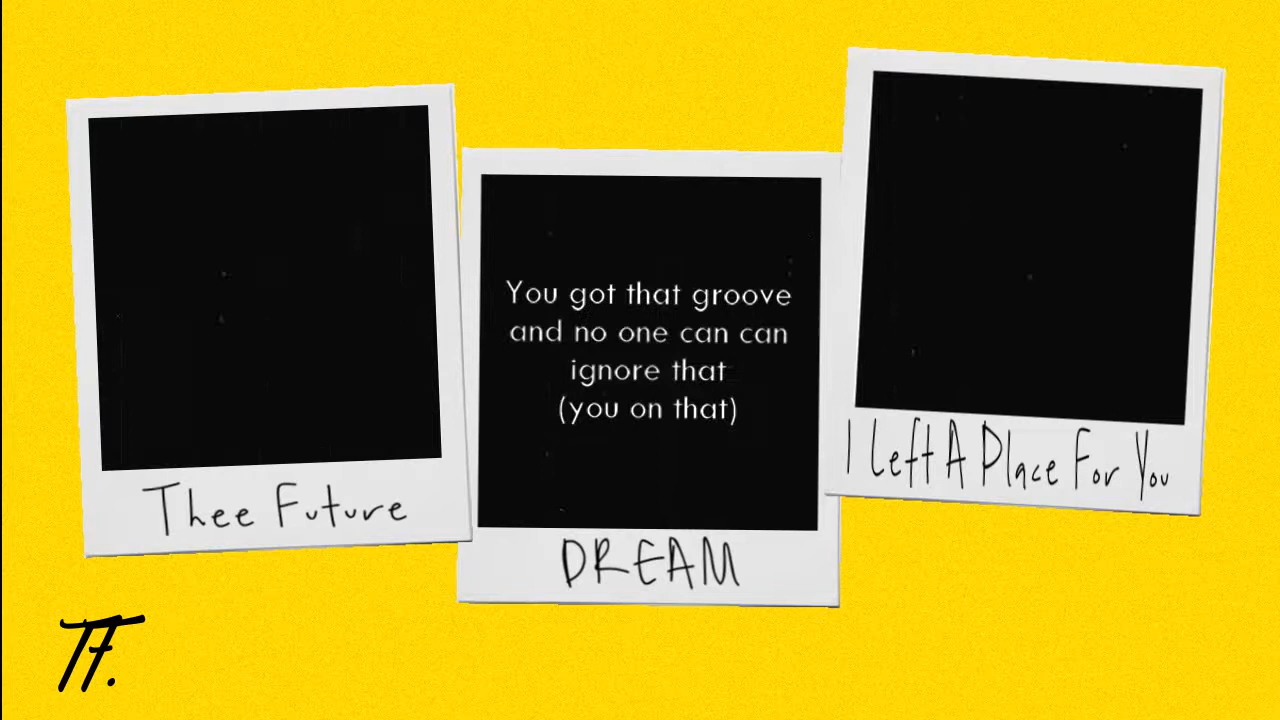 You got that groove
and no one can can
ignore that
(you on that)
Thee Future
DREAM
I Left A Place For You
TF.